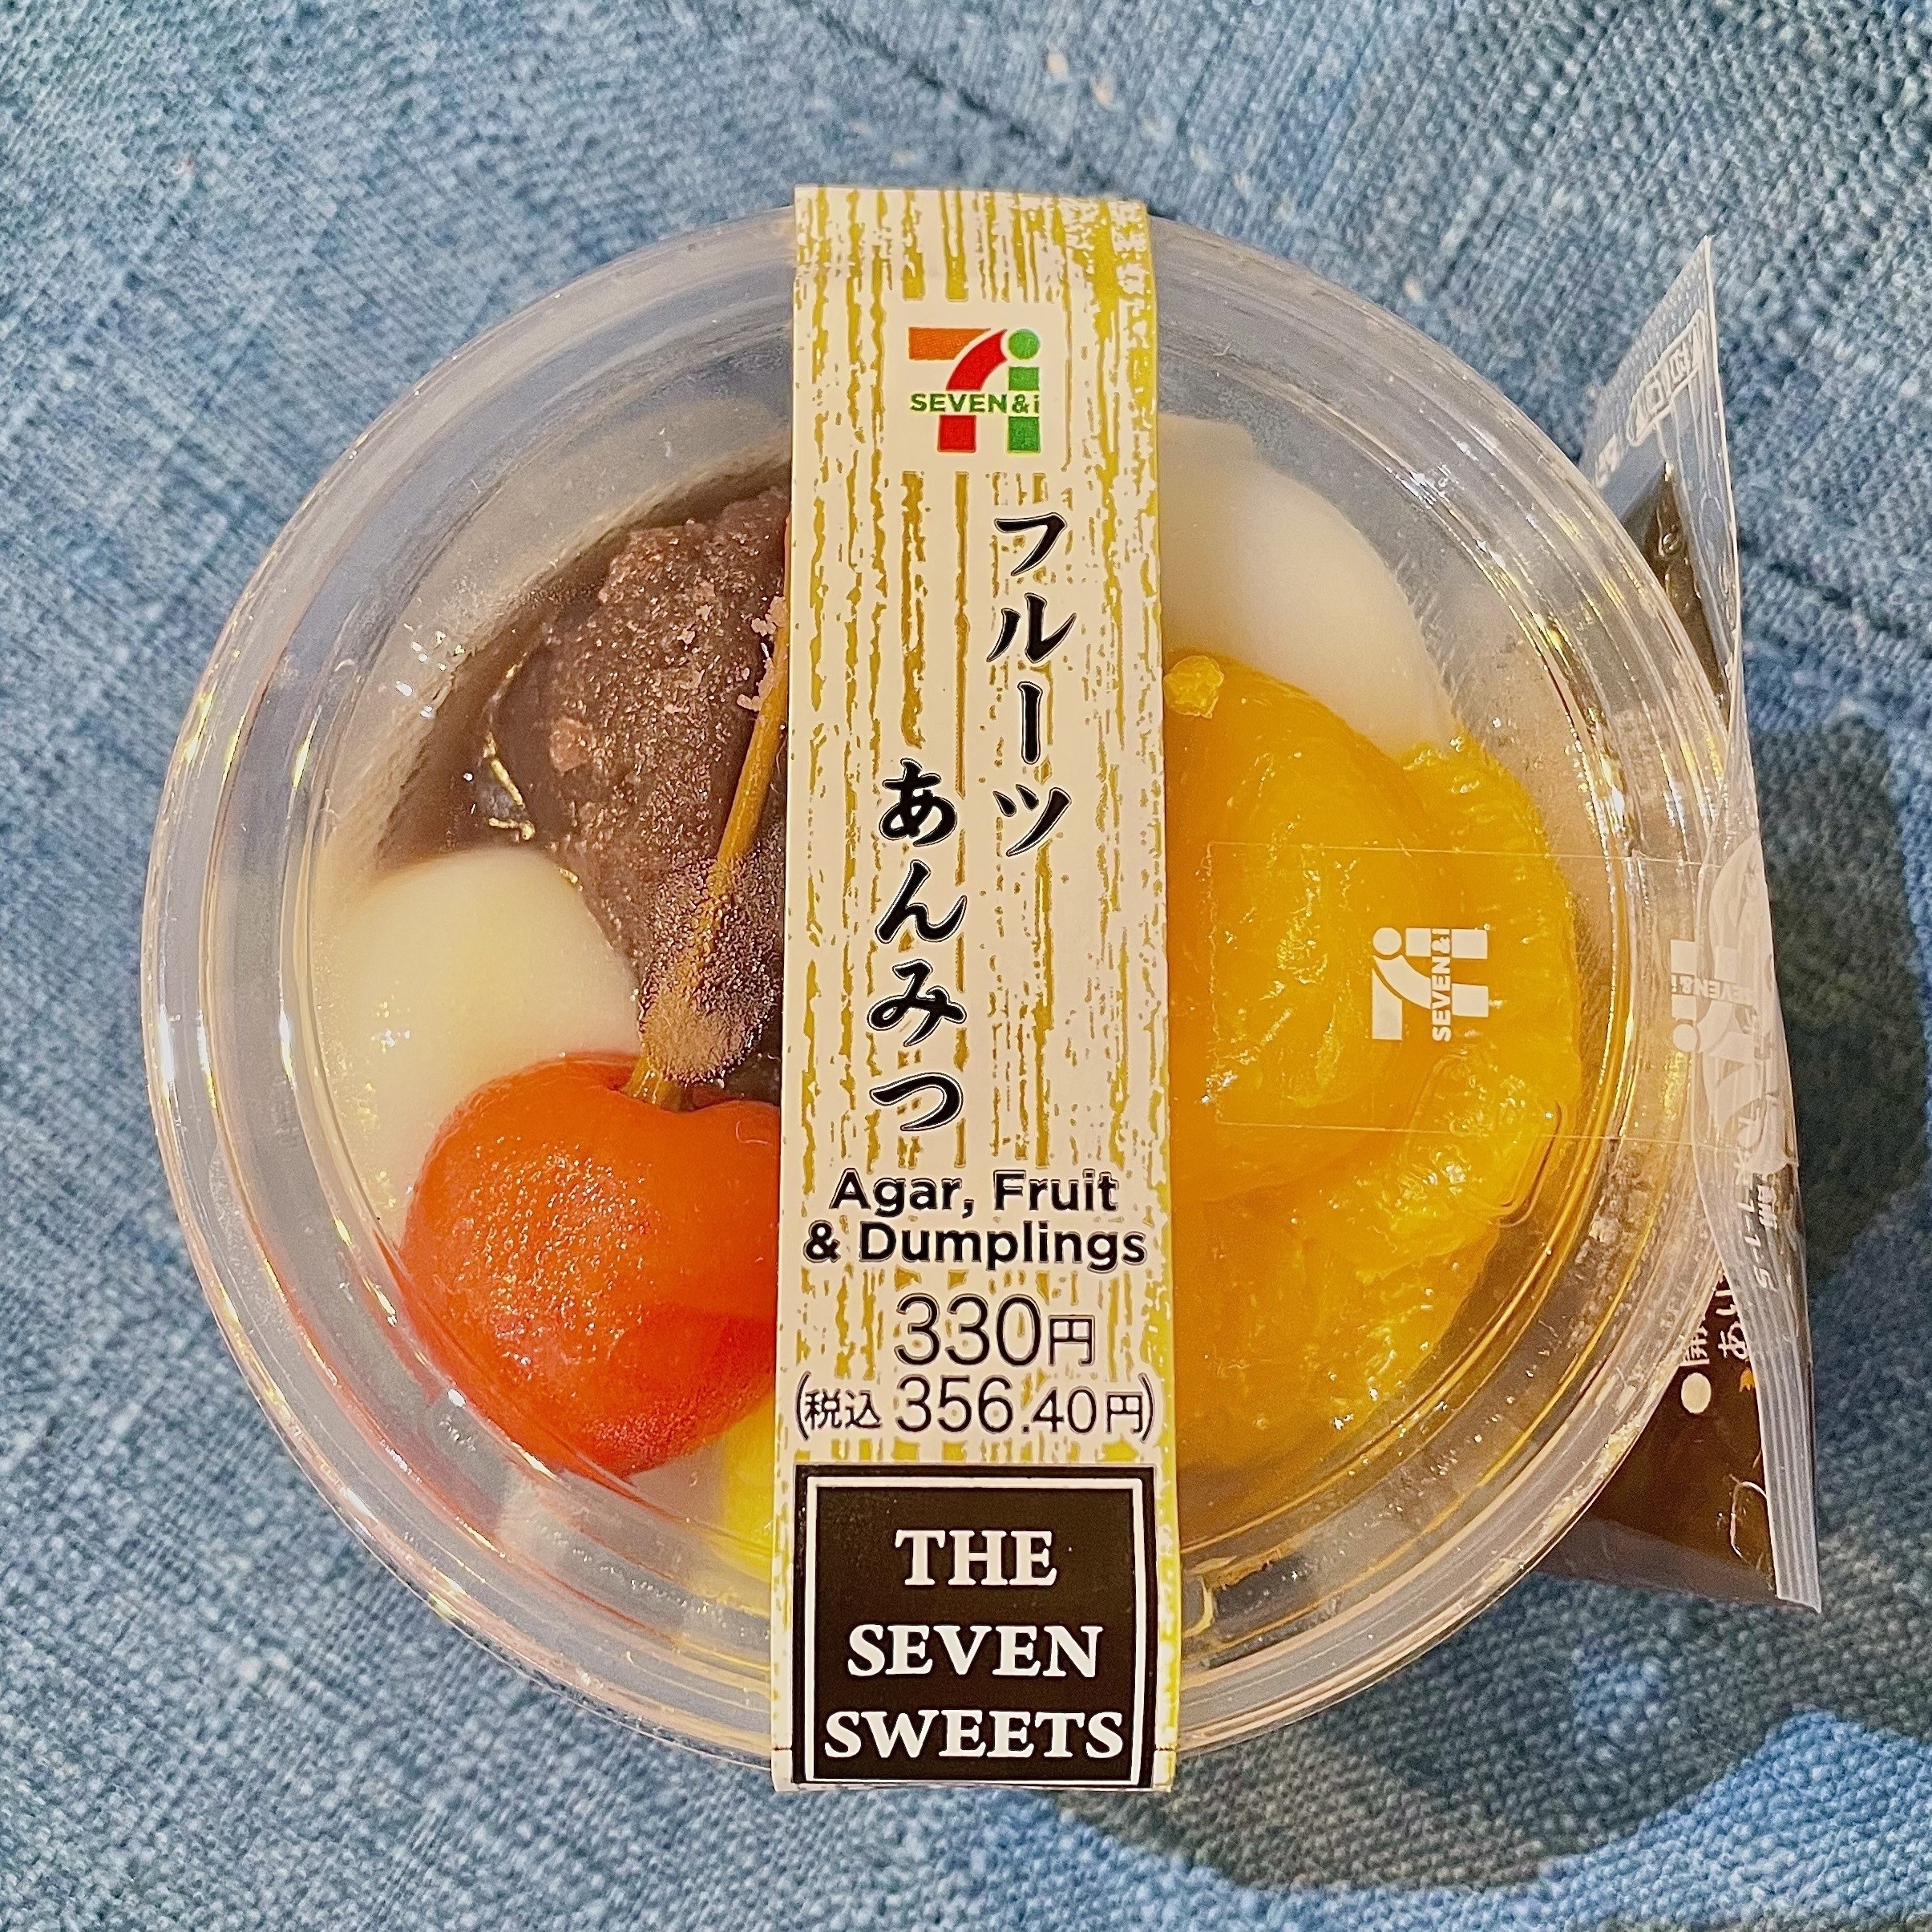 SEVEN&i
フルーツ
あんみつ
Agar, Fruit
& Dumplings
330円
(税込 356.40円)
THE
SEVEN
SWEETS
SEVEN&i
SEVEN&i